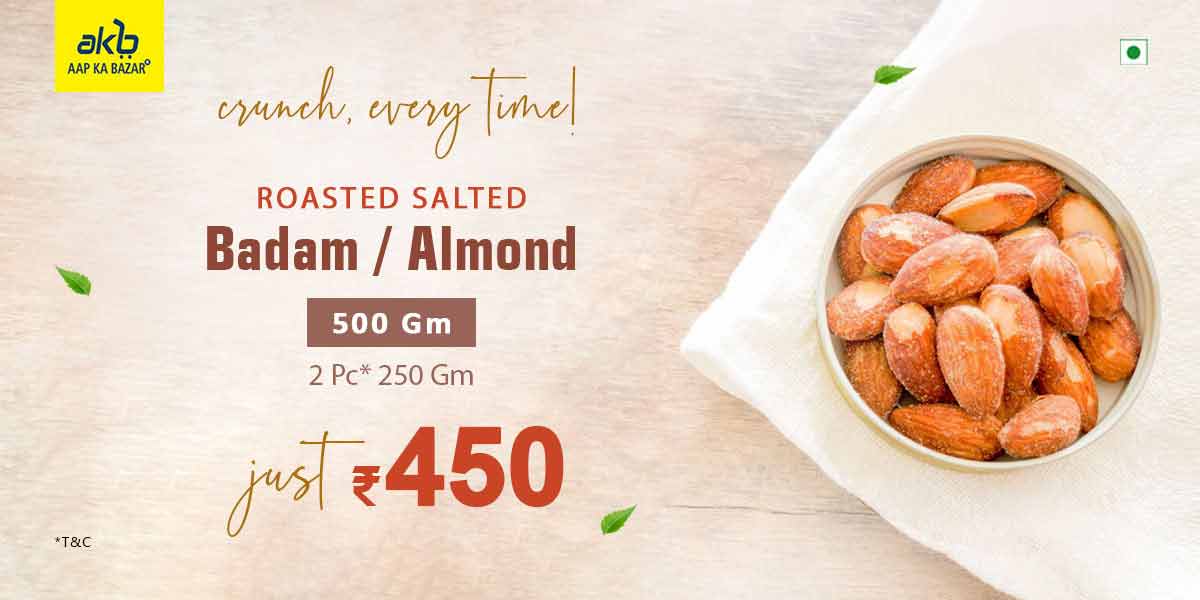 akb
AAP KA BAZAR
crunch, every time!
ROASTED SALTED
Badam / Almond
500 Gm
2 Pc* 250 Gm
just ₹450
*T&C